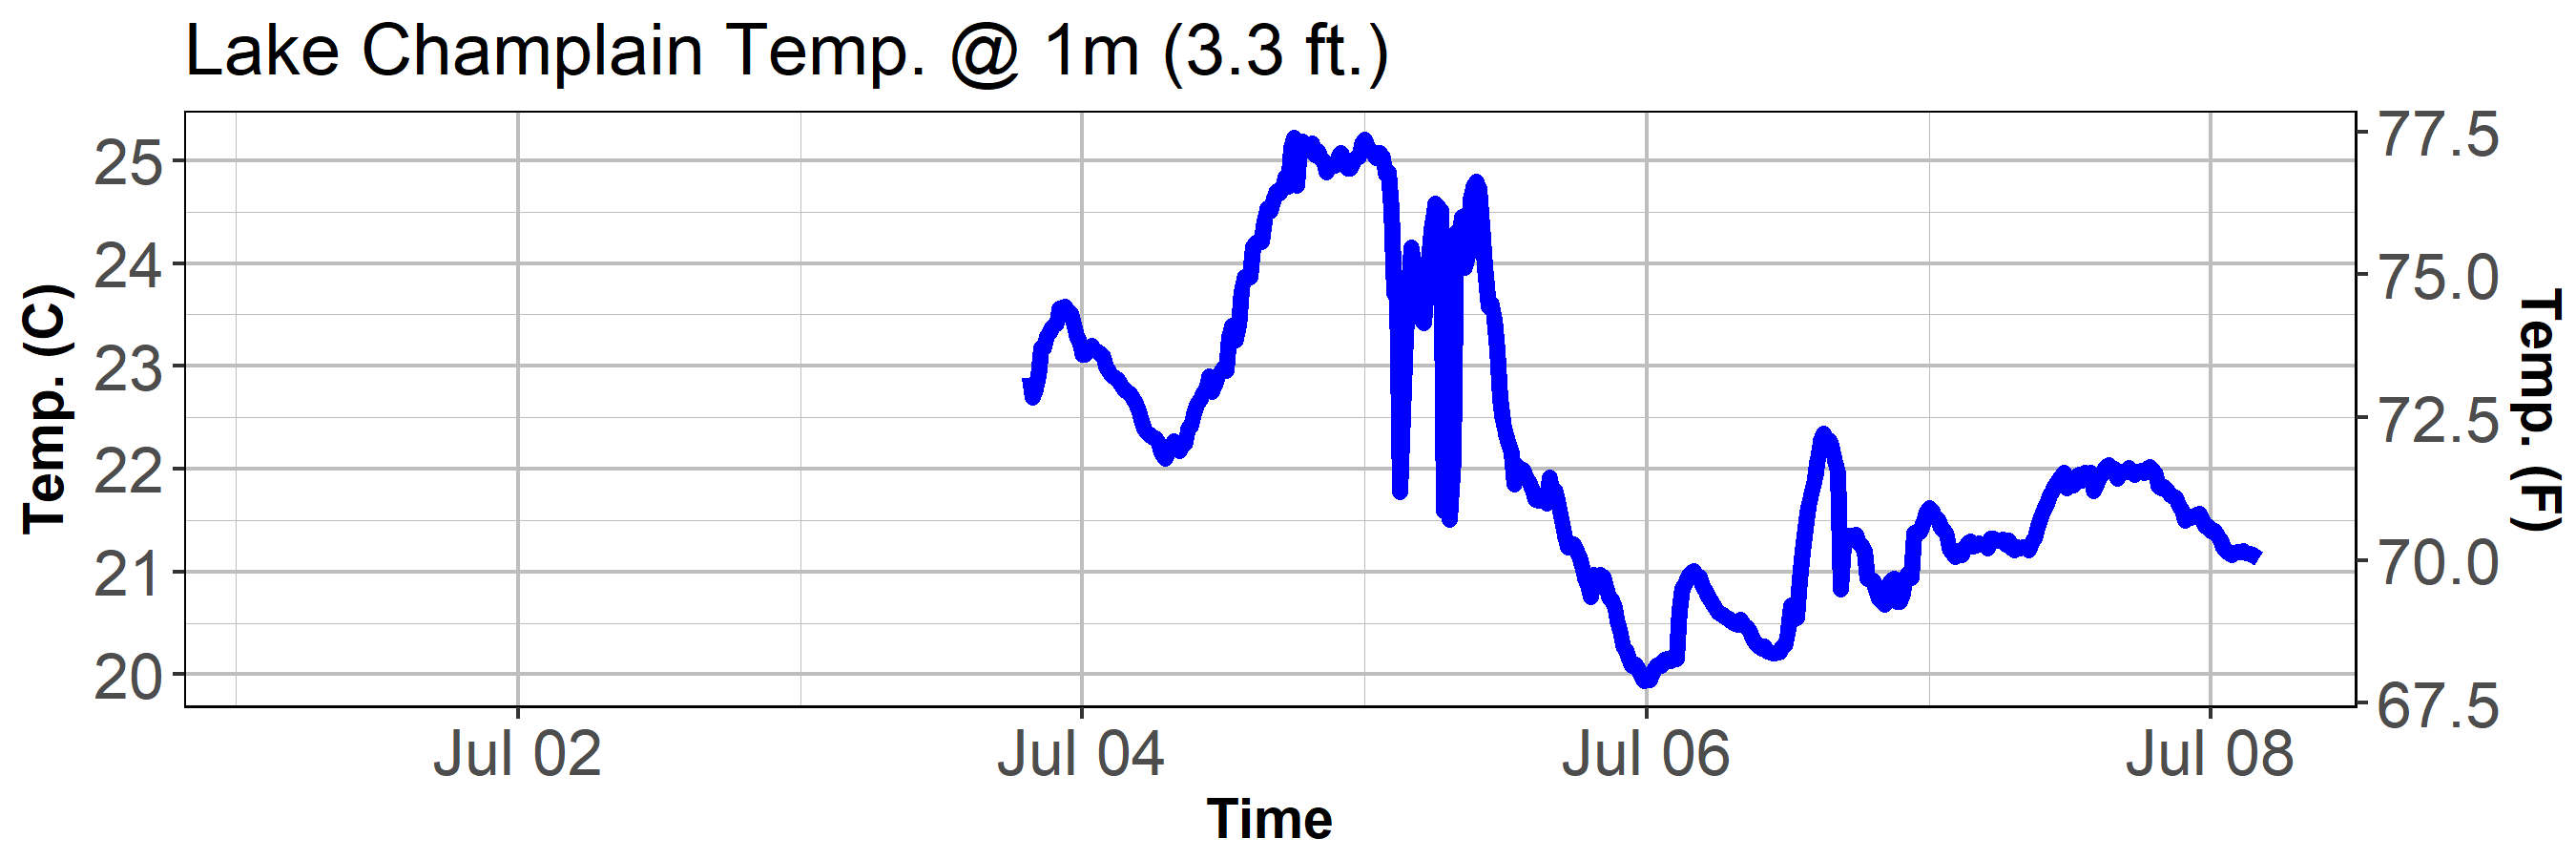 Lake Champlain Temp. @ 1m (3.3 ft.)
Temp. (C)
25
24
23
22
21
20
77.5
75.0
72.5
70.0
67.5
Temp. (F)
Jul 02 Jul 04 Jul 06 Jul 08
Time